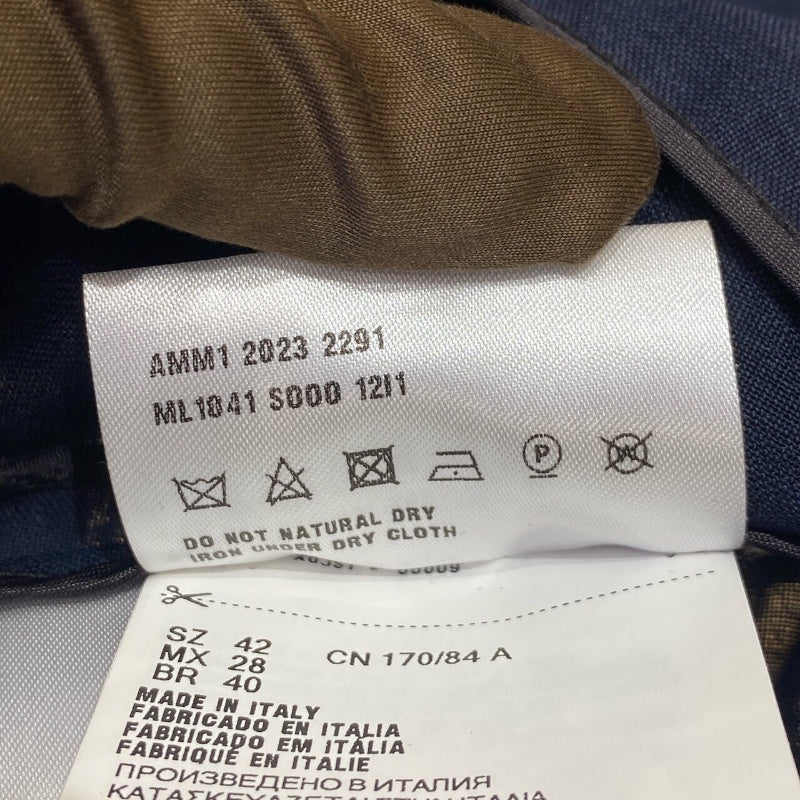 AMM1 2023 2291
ML1041 S000 12I1
P
W
DO NOT NATURAL DRY
IRON UNDER DRY CLOTH
SZ 42
MX 28
BR 40
CN 170/84 A
MADE IN ITALY
FABRICADO EN ITALIA
FABRICADO EM ITÁLIA
FABRIQUÉ EN ITALIE
ПРОИЗВЕДЕНО В ИТАЛИЯ